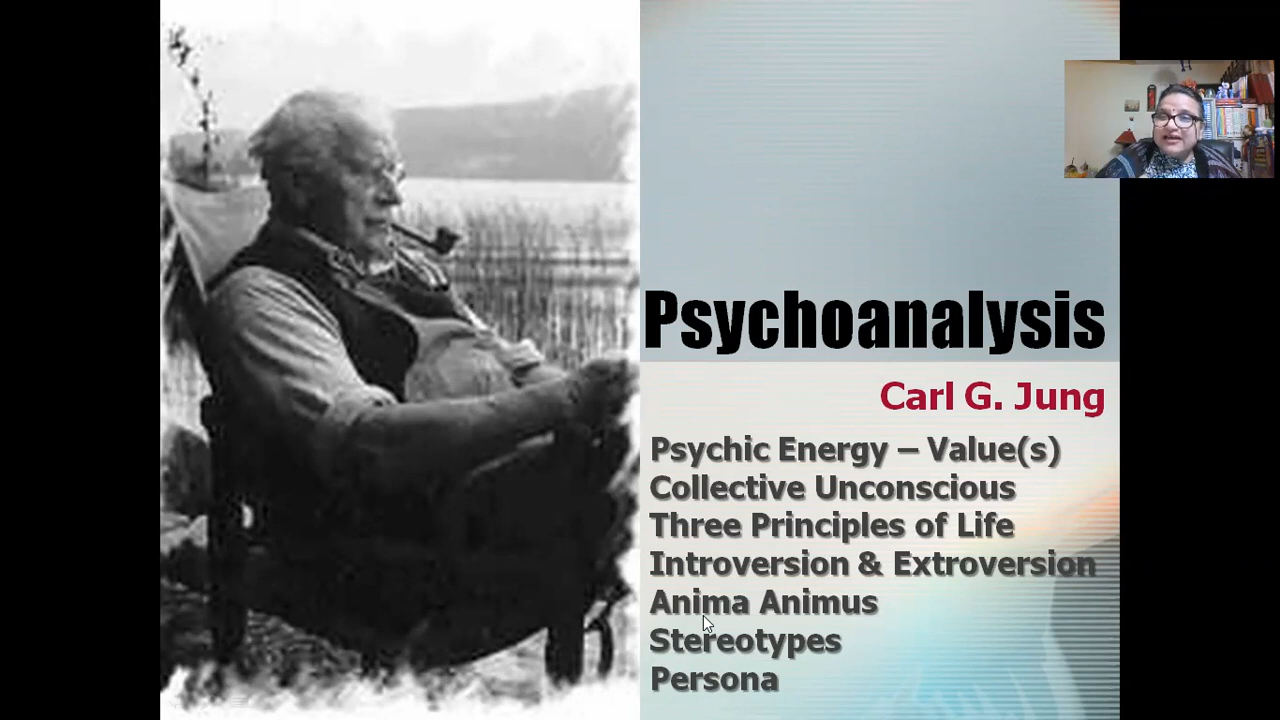 Psychoanalysis
Carl G. Jung
Psychic Energy – Value(s)
Collective Unconscious
Three Principles of Life
Introversion & Extroversion
Anima Animus
Stereotypes
Persona